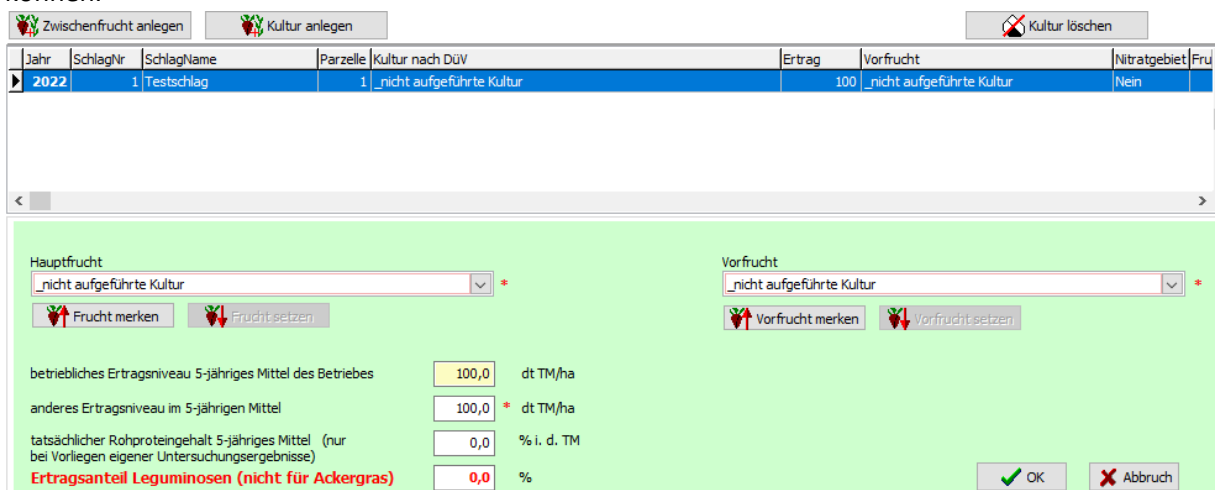 können.
Zwischenfrucht anlegen Kultur anlegen Kultur löschen
Jahr SchlagNr SchlagName Parzelle Kultur nach DüV Ertrag Vorfrucht Nitratgebiet Fru
2022 1 Testschlag 1 _nicht aufgeführte Kultur 100 _nicht aufgeführte Kultur Nein
Hauptfrucht Vorfrucht
_nicht aufgeführte Kultur * _nicht aufgeführte Kultur *
Frucht merken Frucht setzen Vorfrucht merken Vorfrucht setzen
betriebliches Ertragsniveau 5-jähriges Mittel des Betriebes 100,0 dt TM/ha
anderes Ertragsniveau im 5-jährigen Mittel 100,0 * dt TM/ha
tatsächlicher Rohproteingehalt 5-jähriges Mittel (nur 0,0 % i. d. TM
bei Vorliegen eigener Untersuchungsergebnisse)
Ertragsanteil Leguminosen (nicht für Ackergras) 0,0 % OK Abbruch